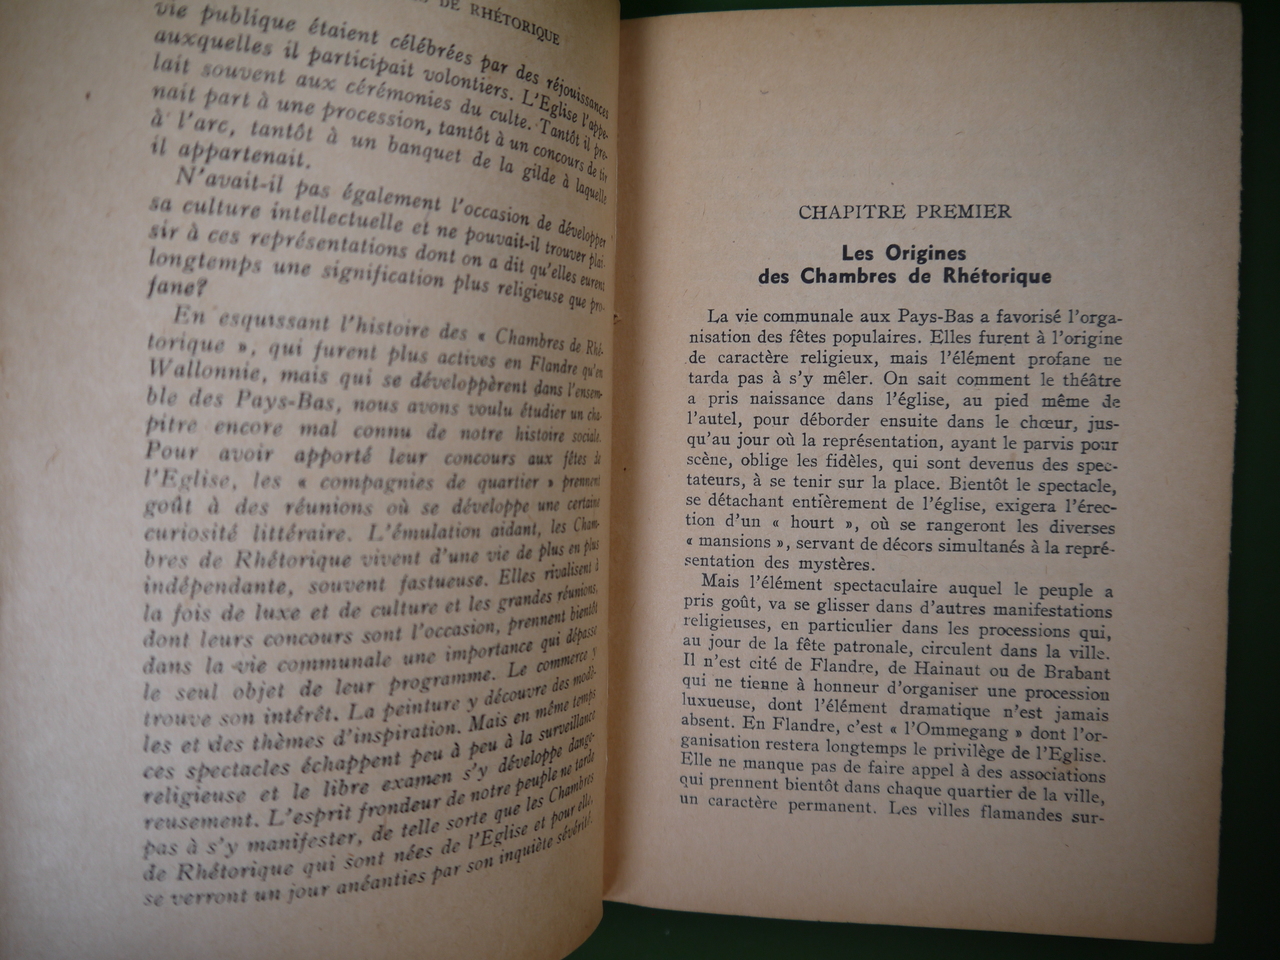 DE RHÉTORIQUE
vie publique étaient célébrées par des réjouissances
auxquelles il participait volontiers. L'Eglise l'appe-
lait souvent aux cérémonies du culte. Tantôt il pre-
nait part à une procession, tantôt à un concours de tir
à l'arc, tantôt à un banquet de la gilde à laquelle
il appartenait.
N'avait-il pas également l'occasion de développer
sa culture intellectuelle et ne pouvait-il trouver plai-
sir à ces représentations dont on a dit qu'elles eurent
longtemps une signification plus religieuse que pro-
fane?
En esquissant l'histoire des « Chambres de Rhé-
torique », qui furent plus actives en Flandre qu'en
Wallonnie, mais qui se développèrent dans l'ensem-
ble des Pays-Bas, nous avons voulu étudier un cha-
pitre encore mal connu de notre histoire sociale.
Pour avoir apporté leur concours aux fêtes de
l'Eglise, les « compagnies de quartier » prennent
goût à des réunions où se développe une certaine
curiosité littéraire. L'émulation aidant, les Cham-
bres de Rhétorique vivent d'une vie de plus en plus
indépendante, souvent fastueuse. Elles rivalisent à
la fois de luxe et de culture et les grandes réunions,
dont leurs concours sont l'occasion, prennent bientôt
dans la vie communale une importance qui dépasse
le seul objet de leur programme. Le commerce y
trouve son intérêt. La peinture y découvre des modè-
les et des thèmes d'inspiration. Mais en même temps
ces spectacles échappent peu à peu à la surveillance
religieuse et le libre examen s'y développe dange-
reusement. L'esprit frondeur de notre peuple ne tarde
pas à s'y manifester, de telle sorte que les Chambres
de Rhétorique qui sont nées de l'Eglise et pour elle,
se verront un jour anéanties par son inquiète sévérité.
CHAPITRE PREMIER
Les Origines
des Chambres de Rhétorique
La vie communale aux Pays-Bas a favorisé l'orga-
nisation des fêtes populaires. Elles furent à l'origine
de caractère religieux, mais l'élément profane ne
tarda pas à s'y mêler. On sait comment le théâtre
a pris naissance dans l'église, au pied même de
l'autel, pour déborder ensuite dans le chœur, jus-
qu'au jour où la représentation, ayant le parvis pour
scène, oblige les fidèles, qui sont devenus des spec-
tateurs, à se tenir sur la place. Bientôt le spectacle,
se détachant entièrement de l'église, exigera l'érec-
tion d'un « hourt », où se rangeront les diverses
« mansions », servant de décors simultanés à la repré-
sentation des mystères.
Mais l'élément spectaculaire auquel le peuple a
pris goût, va se glisser dans d'autres manifestations
religieuses, en particulier dans les processions qui,
au jour de la fête patronale, circulent dans la ville.
Il n'est cité de Flandre, de Hainaut ou de Brabant
qui ne tienne à honneur d'organiser une procession
luxueuse, dont l'élément dramatique n'est jamais
absent. En Flandre, c'est « l'Ommegang » dont l'or-
ganisation restera longtemps le privilège de l'Eglise.
Elle ne manque pas de faire appel à des associations
qui prennent bientôt dans chaque quartier de la ville,
un caractère permanent. Les villes flamandes sur-